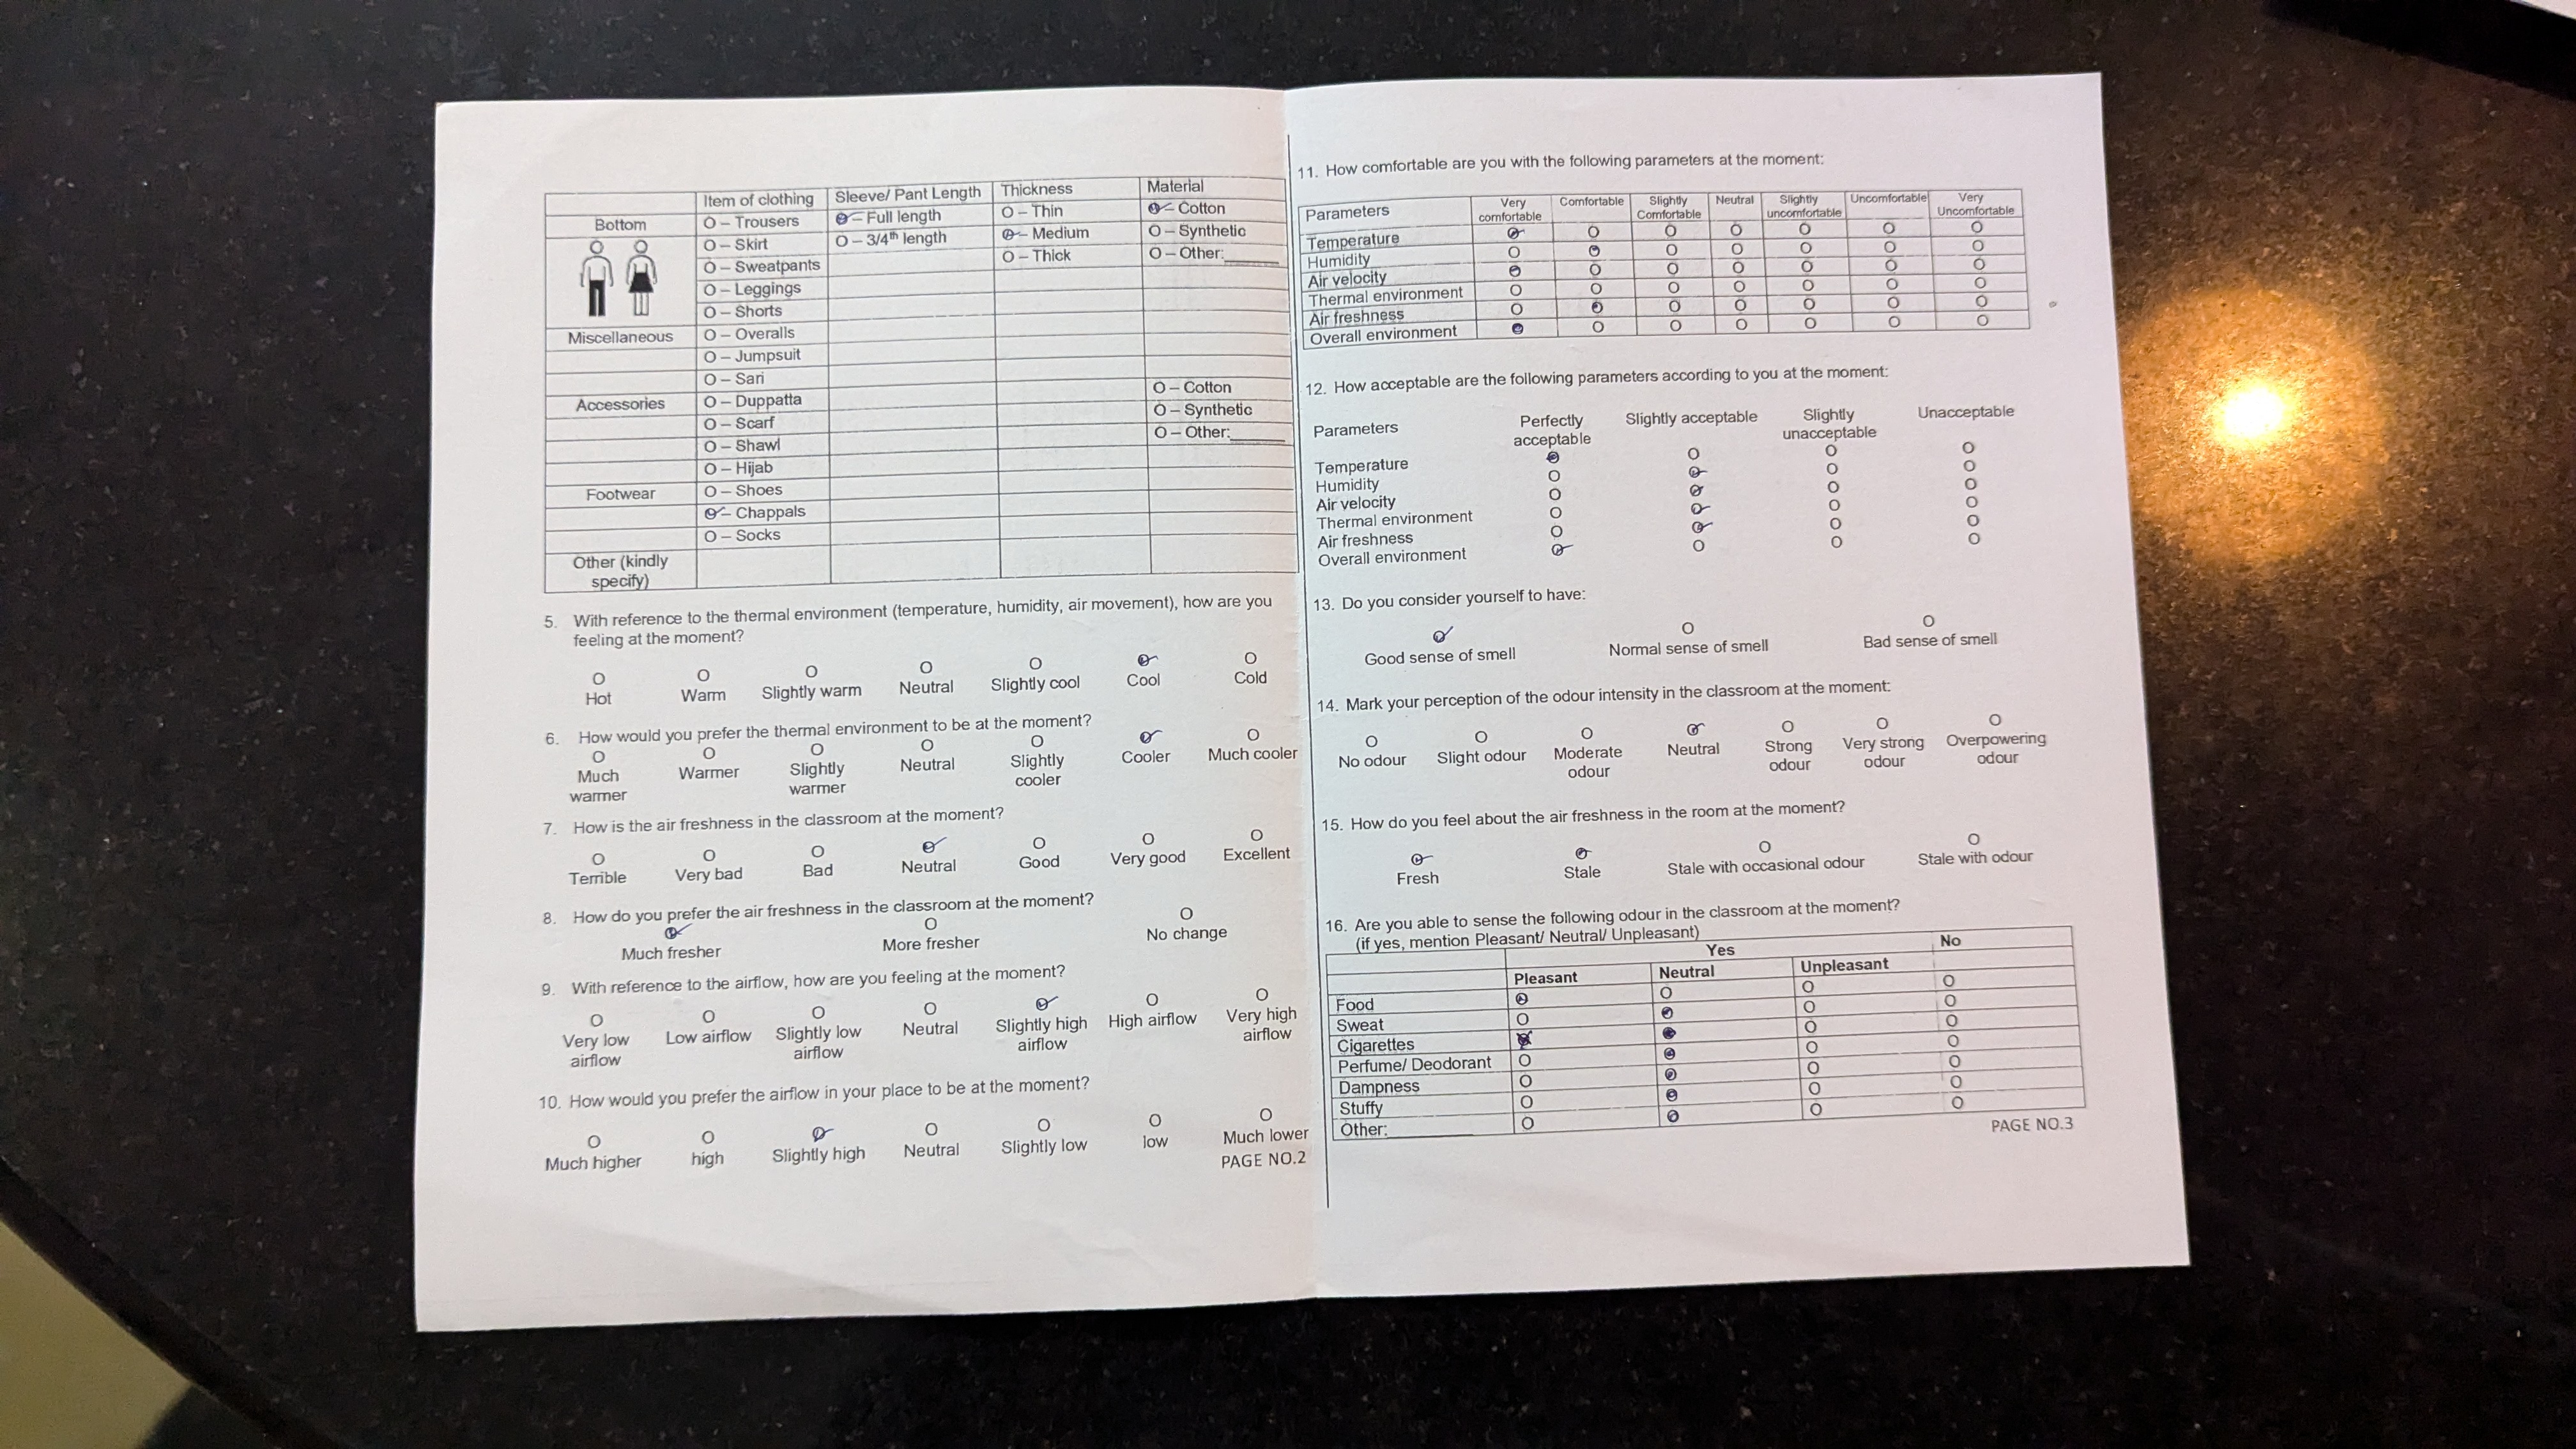 Item of clothing Sleeve/ Pant Length Thickness Material
Bottom O – Trousers O – Full length O – Thin O – Cotton
O – Skirt O – 3/4th length O – Medium O – Synthetic
O – Sweatpants O – Thick O – Other:______
O – Leggings
O – Shorts
Miscellaneous O – Overalls
O – Jumpsuit
O – Sari O – Cotton
Accessories O – Duppatta O – Synthetic
O – Scarf O – Other:______
O – Shawl
O – Hijab
Footwear O – Shoes
O – Chappals
O – Socks
Other (kindly
specify)
5. With reference to the thermal environment (temperature, humidity, air movement), how are you
feeling at the moment?
O O O O O O O
Hot Warm Slightly warm Neutral Slightly cool Cool Cold
6. How would you prefer the thermal environment to be at the moment?
O O O O O O O
Much Warmer Slightly Neutral Slightly Cooler Much cooler
warmer warmer cooler
7. How is the air freshness in the classroom at the moment?
O O O O O O O
Terrible Very bad Bad Neutral Good Very good Excellent
8. How do you prefer the air freshness in the classroom at the moment?
O O O
Much fresher More fresher No change
9. With reference to the airflow, how are you feeling at the moment?
O O O O O O O
Very low Low airflow Slightly low Neutral Slightly high High airflow Very high
airflow airflow airflow airflow
10. How would you prefer the airflow in your place to be at the moment?
O O O O O O O
Much higher high Slightly high Neutral Slightly low low Much lower
PAGE NO.2
11. How comfortable are you with the following parameters at the moment:
Parameters Very Comfortable Slightly Neutral Slightly Uncomfortable Very
comfortable Comfortable uncomfortable Uncomfortable
Temperature O O O O O O O
Humidity O O O O O O O
Air velocity O O O O O O O
Thermal environment O O O O O O O
Air freshness O O O O O O O
Overall environment O O O O O O O
12. How acceptable are the following parameters according to you at the moment:
Parameters Perfectly Slightly acceptable Slightly Unacceptable
acceptable unacceptable
Temperature O O O O
Humidity O O O O
Air velocity O O O O
Thermal environment O O O O
Air freshness O O O O
Overall environment O O O O
13. Do you consider yourself to have:
O O O
Good sense of smell Normal sense of smell Bad sense of smell
14. Mark your perception of the odour intensity in the classroom at the moment:
O O O O O O O
No odour Slight odour Moderate Neutral Strong Very strong Overpowering
odour odour odour odour
15. How do you feel about the air freshness in the room at the moment?
O O O O
Fresh Stale Stale with occasional odour Stale with odour
16. Are you able to sense the following odour in the classroom at the moment?
(if yes, mention Pleasant/ Neutral/ Unpleasant)
Yes No
Pleasant Neutral Unpleasant
Food O O O O
Sweat O O O O
Cigarettes O O O O
Perfume/ Deodorant O O O O
Dampness O O O O
Stuffy O O O O
Other:__________ O O O O
PAGE NO.3